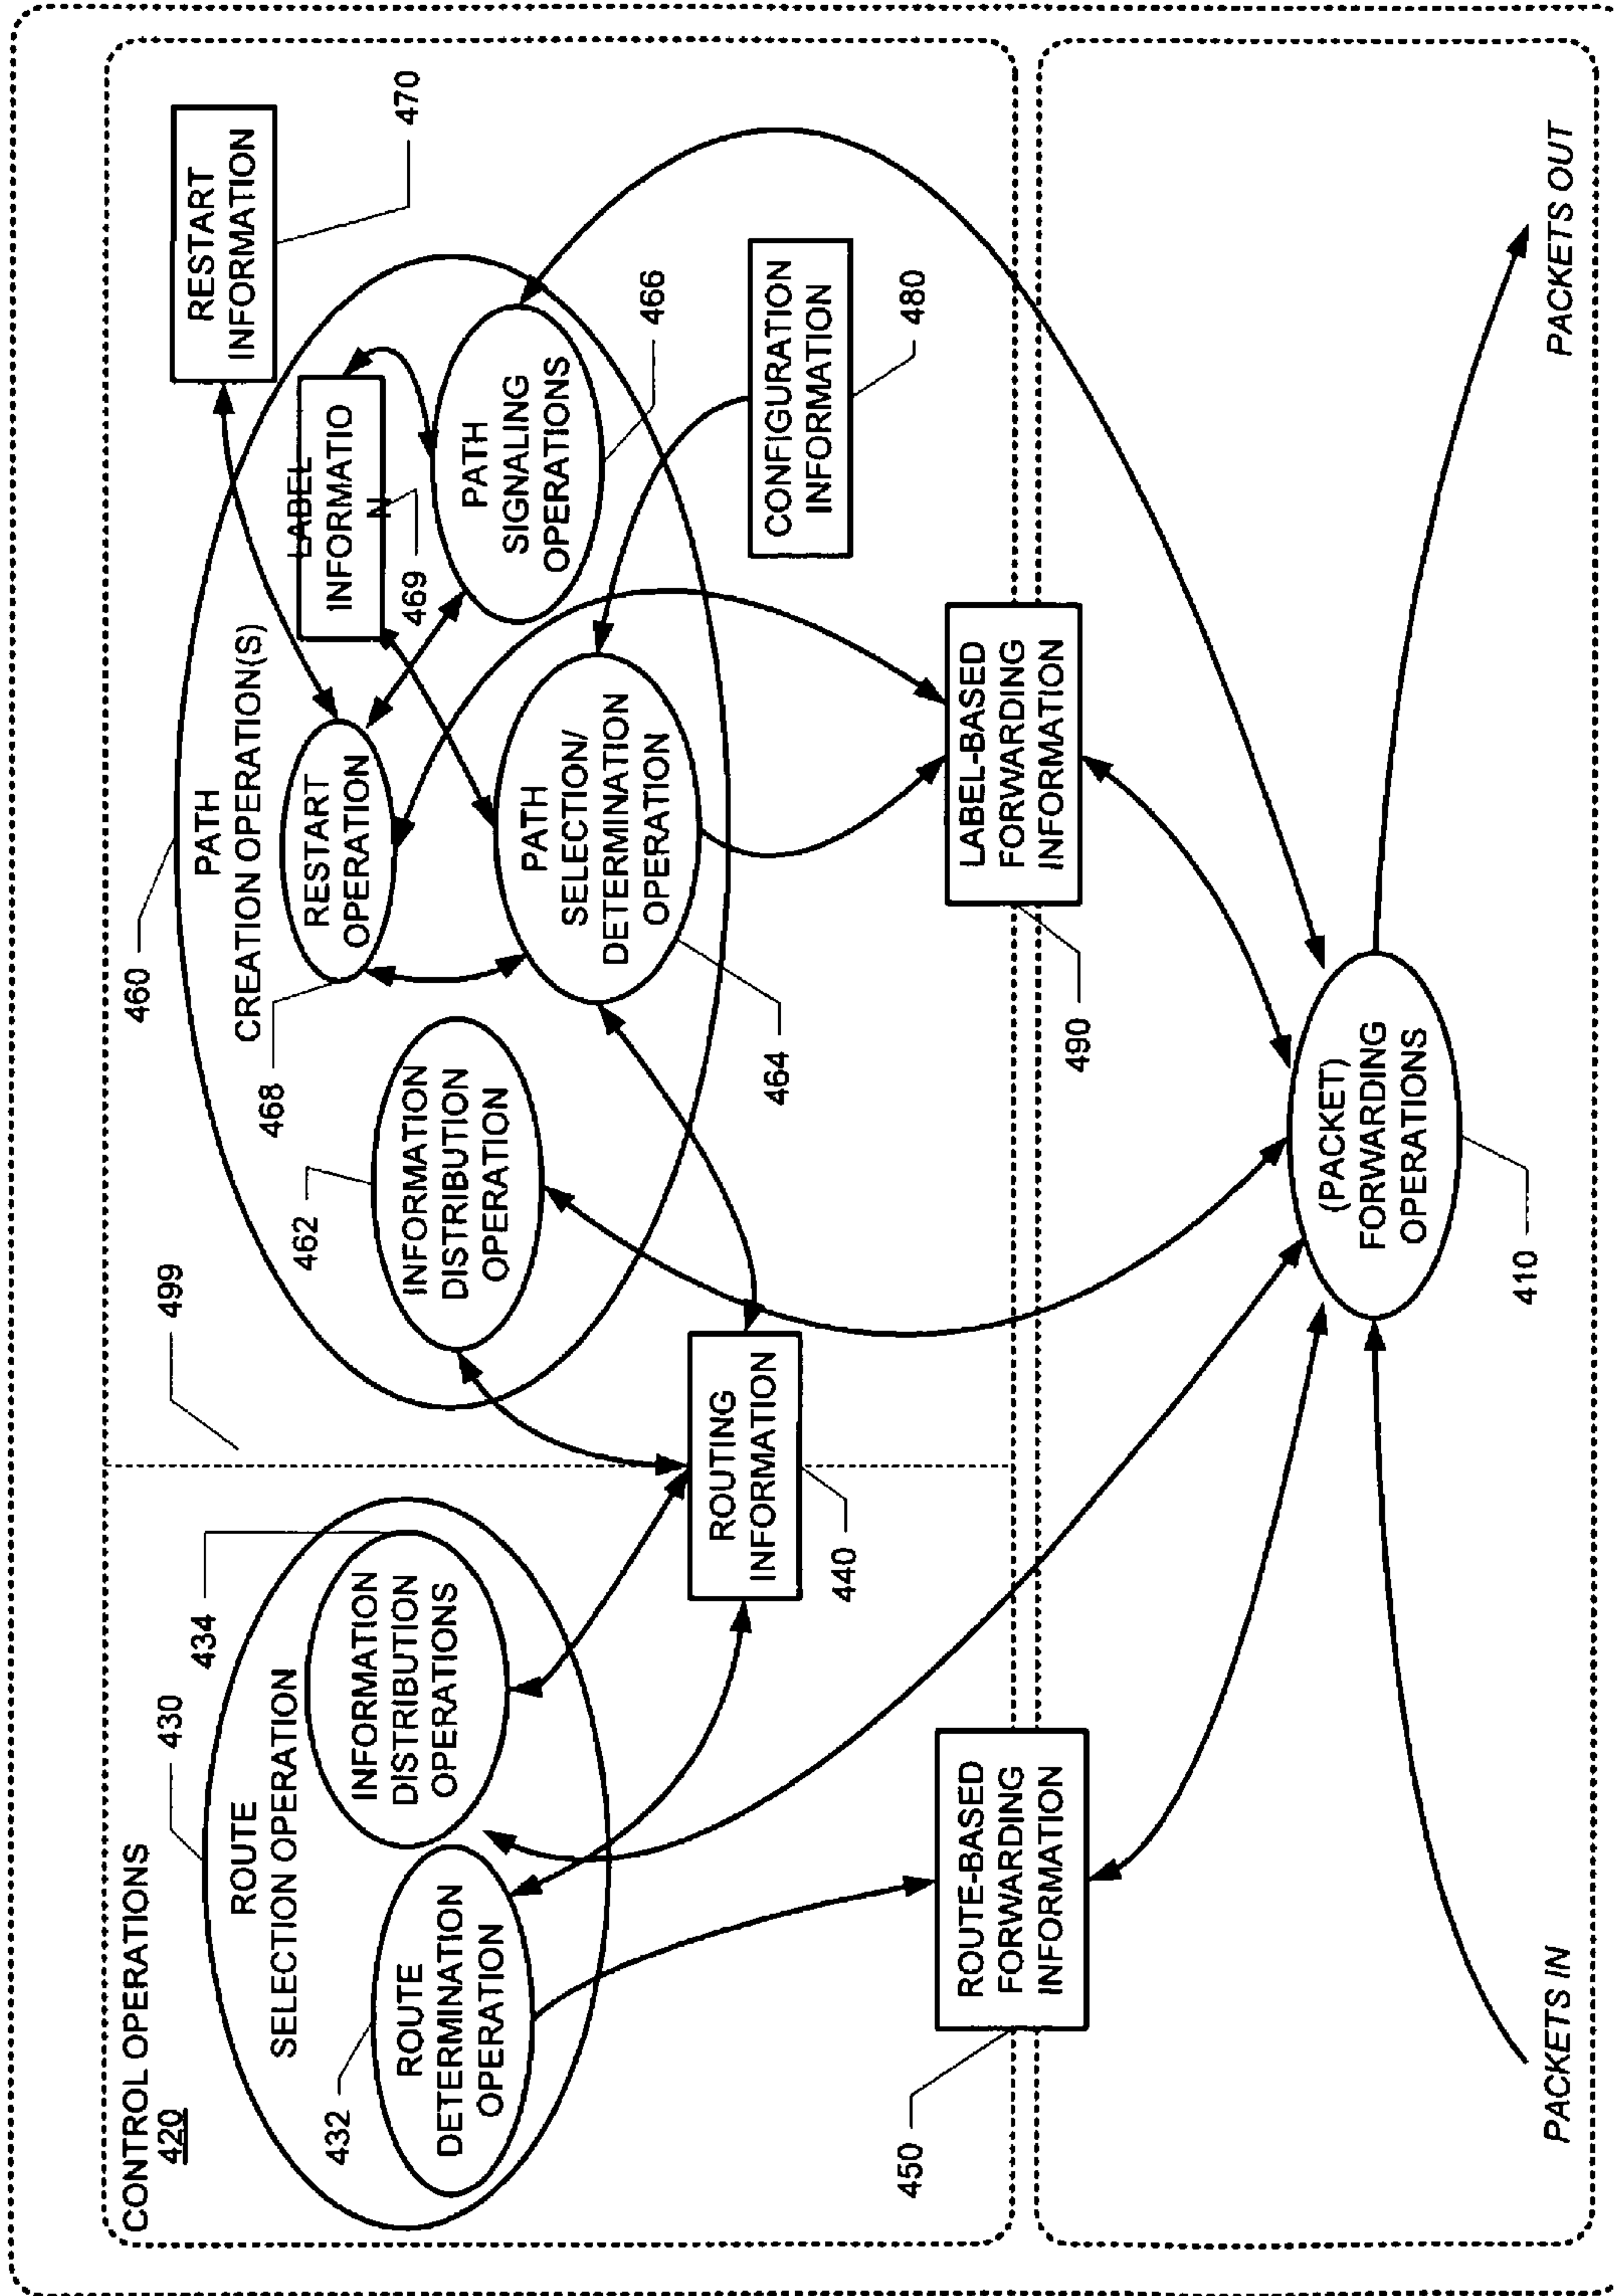 CONTROL OPERATIONS
420
430
ROUTE
SELECTION OPERATION
434
432
ROUTE
DETERMINATION
OPERATION
INFORMATION
DISTRIBUTION
OPERATIONS
499
460
PATH
CREATION OPERATION(S)
462
INFORMATION
DISTRIBUTION
OPERATION
468
RESTART
OPERATION
LABEL
INFORMATIO
N
469
RESTART
INFORMATION
470
PATH
SIGNALING
OPERATIONS
466
PATH
SELECTION/
DETERMINATION
OPERATION
464
CONFIGURATION
INFORMATION
480
ROUTING
INFORMATION
440
ROUTE-BASED
FORWARDING
INFORMATION
450
LABEL-BASED
FORWARDING
INFORMATION
490
(PACKET)
FORWARDING
OPERATIONS
410
PACKETS IN
PACKETS OUT